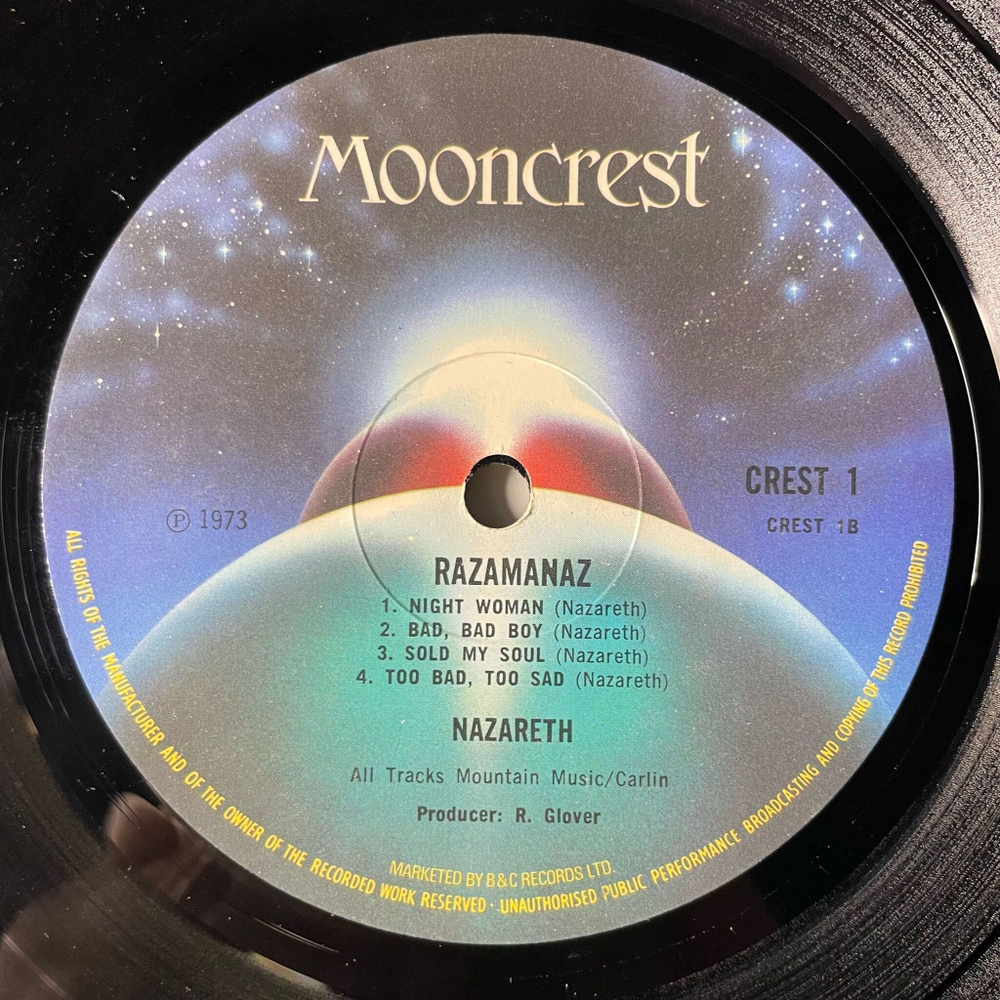 Mooncrest
CREST 1
CREST 1B
Ⓟ 1973
RAZAMANAZ
1. NIGHT WOMAN (Nazareth)
2. BAD, BAD BOY (Nazareth)
3. SOLD MY SOUL (Nazareth)
4. TOO BAD, TOO SAD (Nazareth)
NAZARETH
All Tracks Mountain Music/Carlin
Producer: R. Glover
MARKETED BY B&C RECORDS LTD.
ALL RIGHTS OF THE MANUFACTURER AND OF THE OWNER OF THE RECORDED WORK RESERVED · UNAUTHORISED PUBLIC PERFORMANCE BROADCASTING AND COPYING OF THIS RECORD PROHIBITED